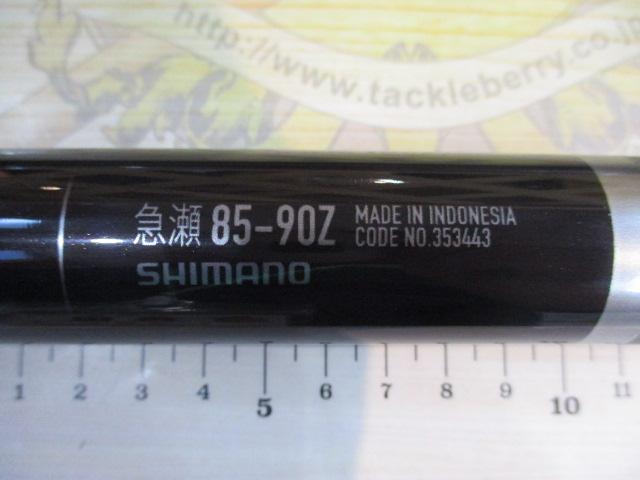 http://www.tackleberry.co.jp
急瀬 85-90Z
MADE IN INDONESIA
CODE NO.353443
SHIMANO
1 2 3 4 5 6 7 8 9 10 11